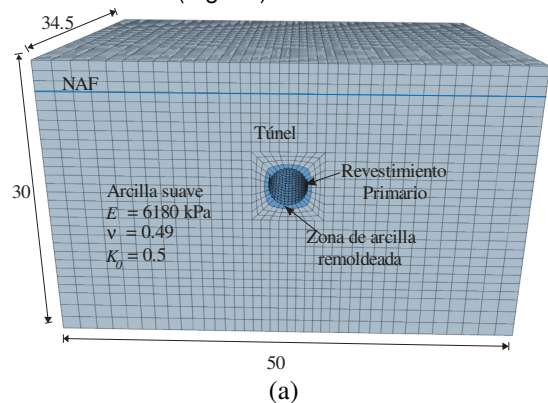 34.5
NAF
30
Túnel
Revestimiento
Primario
Arcilla suave
E = 6180 kPa
ν = 0.49
K₀ = 0.5
Zona de arcilla
remoldeada
50
(a)